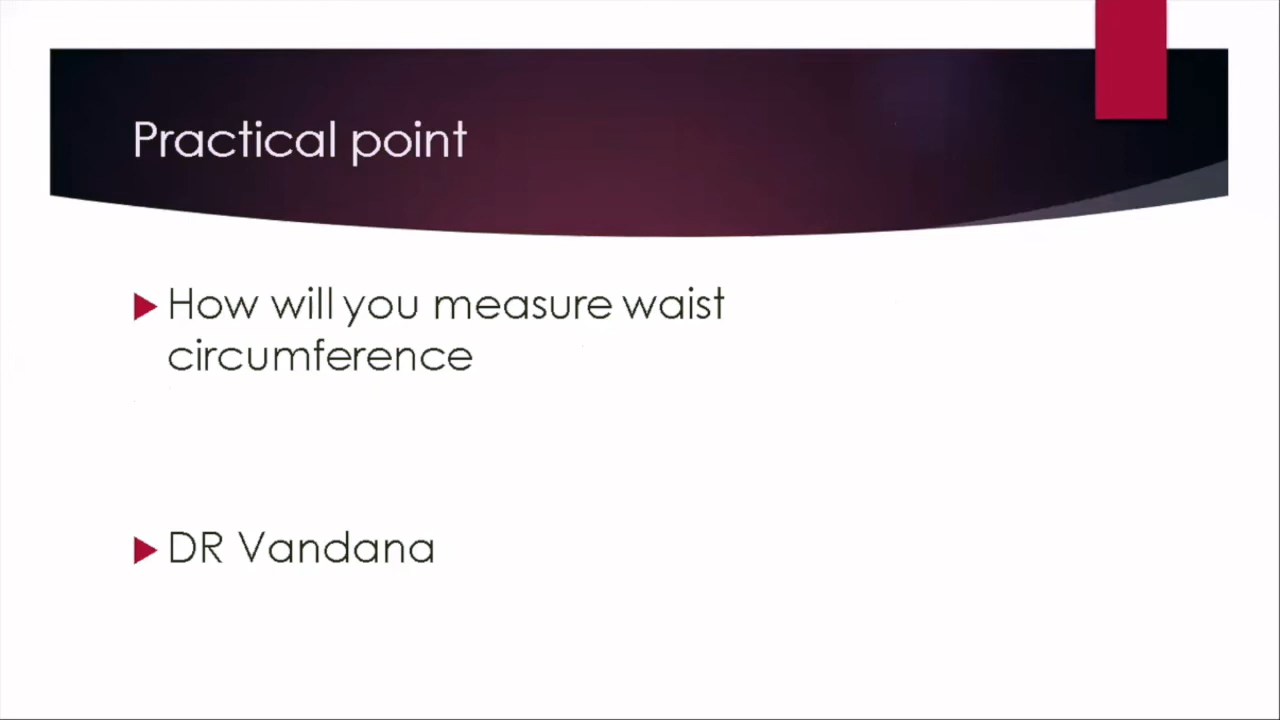 Practical point
How will you measure waist
circumference
DR Vandana